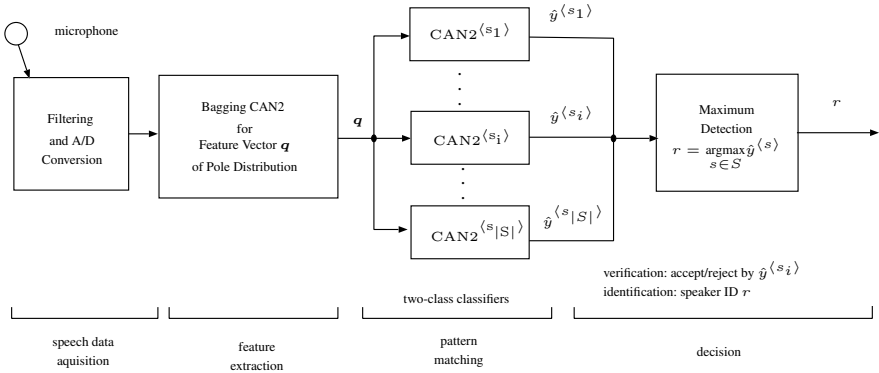 microphone
Filtering
and A/D
Conversion
Bagging CAN2
for
Feature Vector q
of Pole Distribution
q
CAN2⟨s1⟩
ŷ⟨s1⟩
CAN2⟨si⟩
ŷ⟨si⟩
CAN2⟨s|S|⟩
ŷ⟨s|S|⟩
Maximum
Detection
r = argmax ŷ⟨s⟩
s∈S
r
verification: accept/reject by ŷ⟨si⟩
identification: speaker ID r
two-class classifiers
speech data
aquisition
feature
extraction
pattern
matching
decision